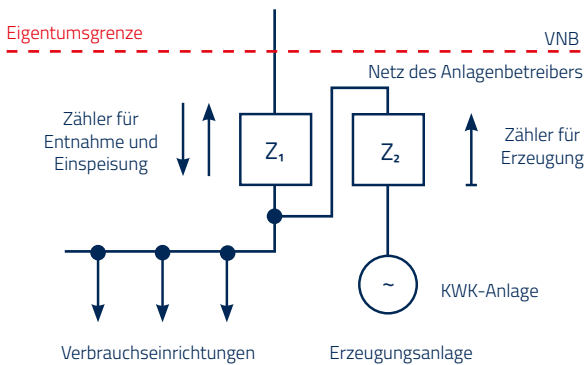 Eigentumsgrenze
VNB
Netz des Anlagenbetreibers
Zähler für
Entnahme und
Einspeisung
Z₁
Z₂
Zähler für
Erzeugung
~
KWK-Anlage
Verbrauchseinrichtungen
Erzeugungsanlage